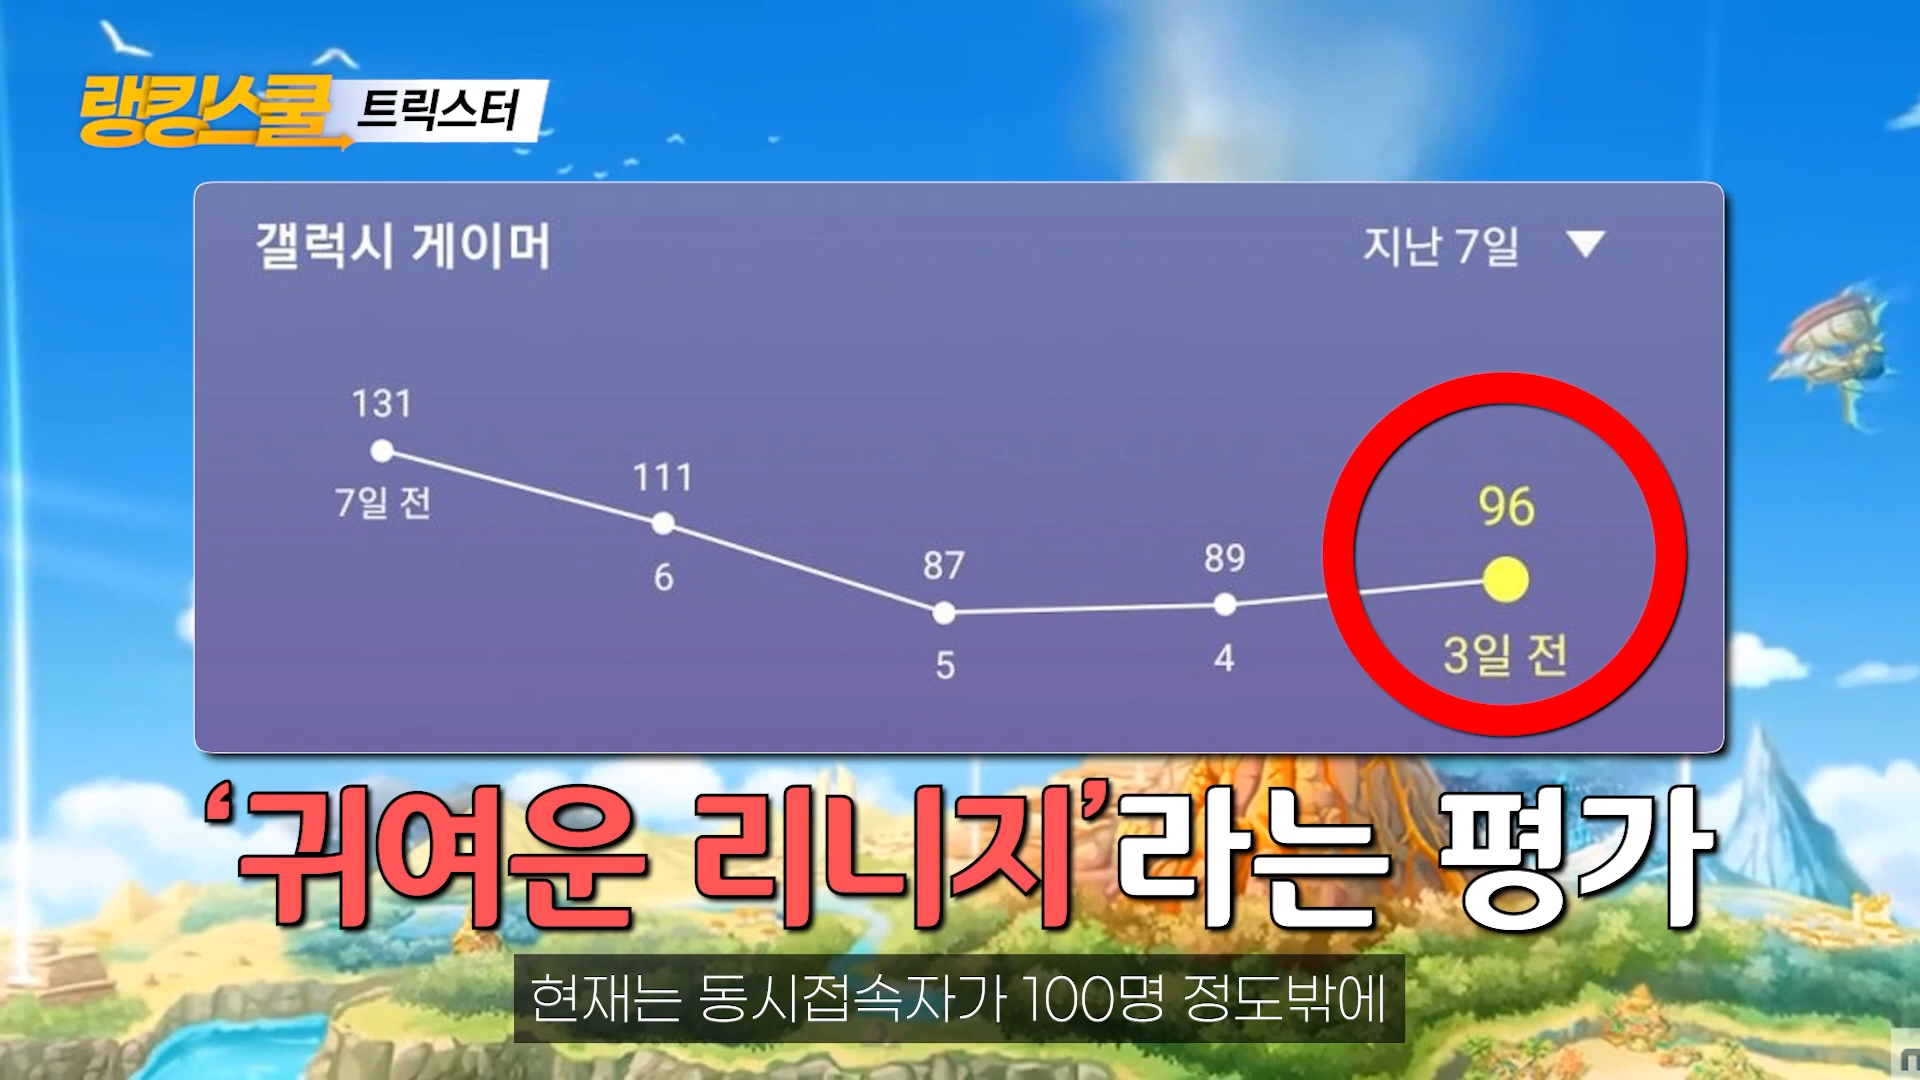 랭킹스쿨 트릭스터
갤럭시 게이머
지난 7일 ▼
131
7일 전
111
6
87
5
89
4
96
3일 전
‘귀여운 리니지’라는 평가
현재는 동시접속자가 100명 정도밖에